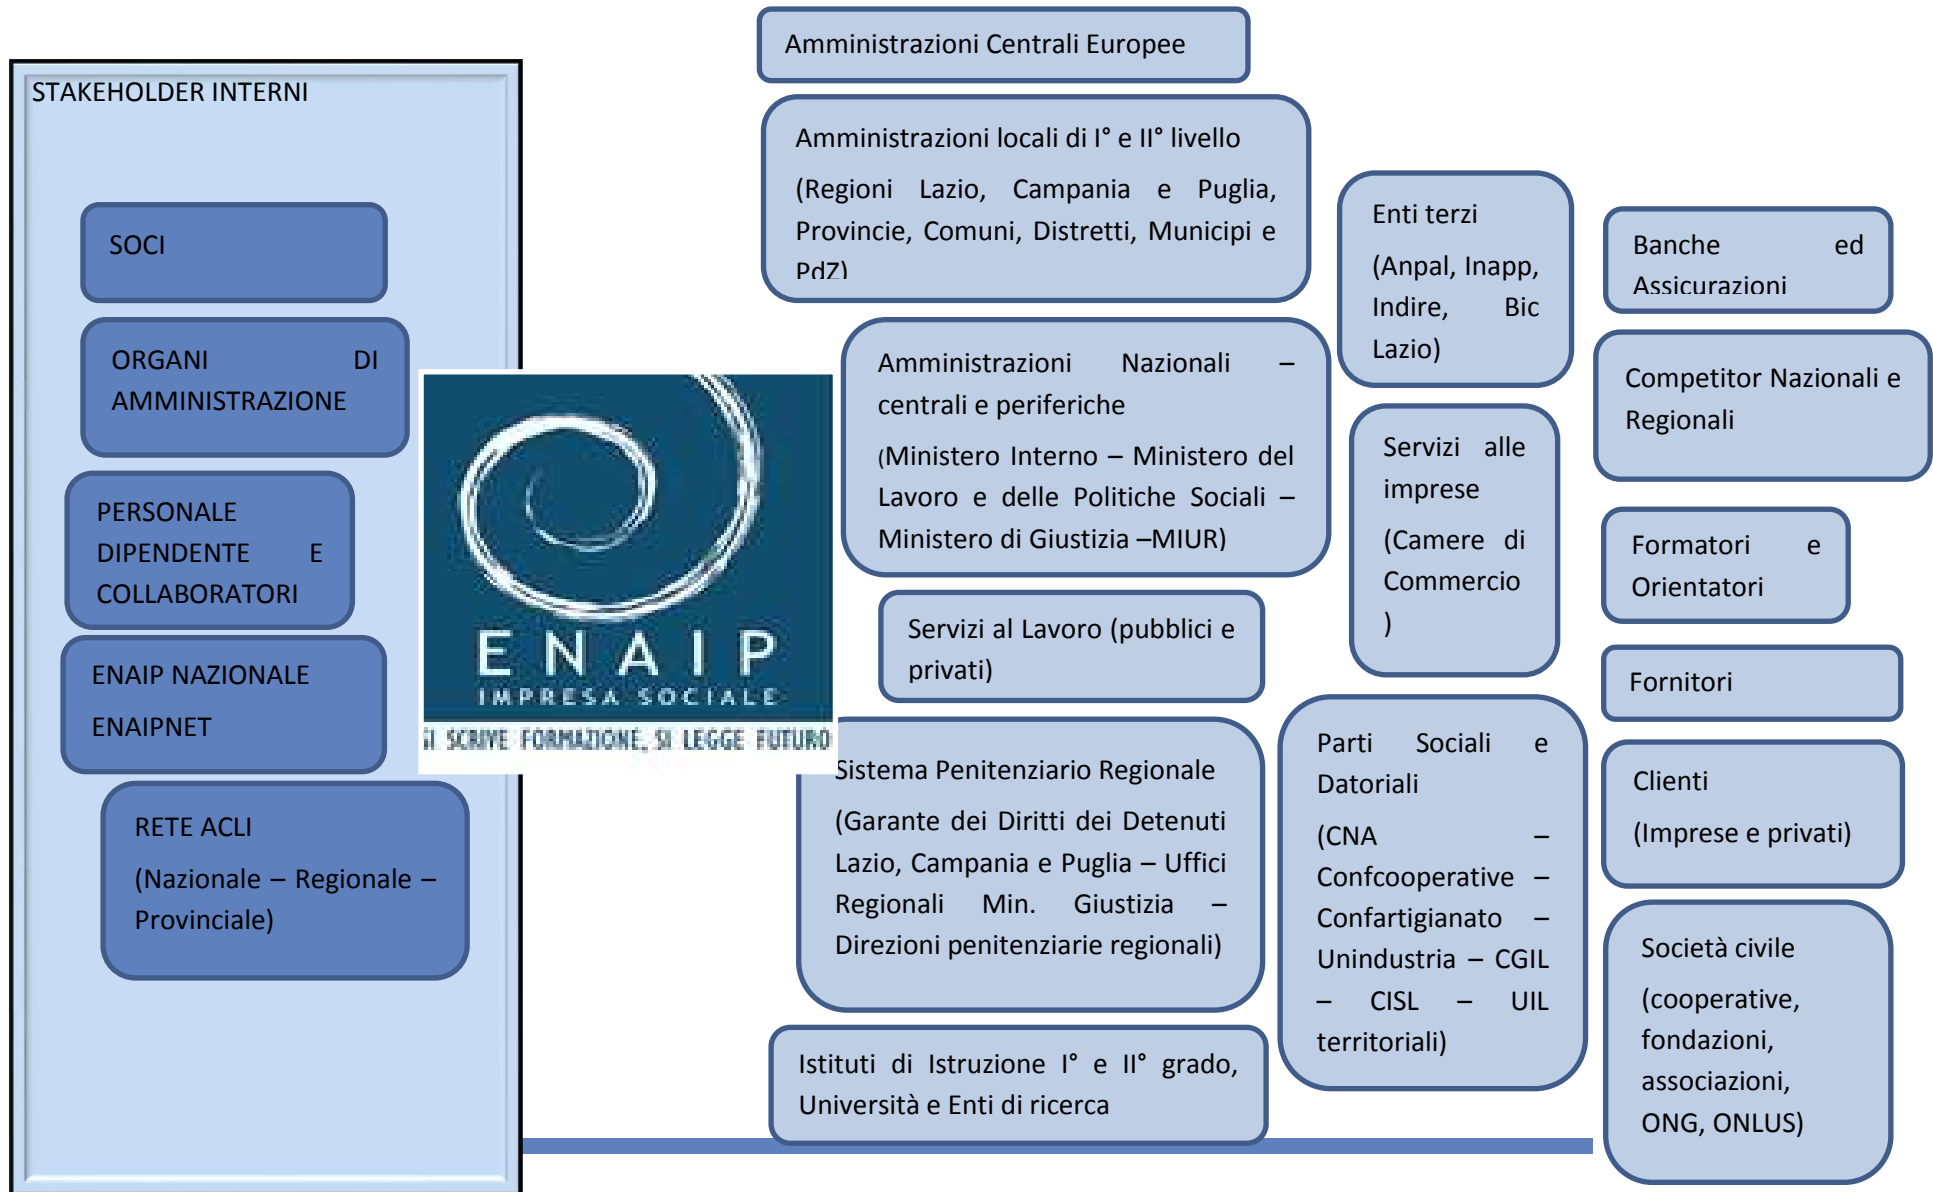 STAKEHOLDER INTERNI
SOCI
ORGANI DI
AMMINISTRAZIONE
PERSONALE
DIPENDENTE E
COLLABORATORI
ENAIP NAZIONALE
ENAIPNET
RETE ACLI
(Nazionale – Regionale –
Provinciale)
ENAIP
IMPRESA SOCIALE
SI SCRIVE FORMAZIONE, SI LEGGE FUTURO
Amministrazioni Centrali Europee
Amministrazioni locali di I° e II° livello
(Regioni Lazio, Campania e Puglia,
Provincie, Comuni, Distretti, Municipi e
PdZ)
Amministrazioni Nazionali –
centrali e periferiche
(Ministero Interno – Ministero del
Lavoro e delle Politiche Sociali –
Ministero di Giustizia –MIUR)
Servizi al Lavoro (pubblici e
privati)
Sistema Penitenziario Regionale
(Garante dei Diritti dei Detenuti
Lazio, Campania e Puglia – Uffici
Regionali Min. Giustizia –
Direzioni penitenziarie regionali)
Istituti di Istruzione I° e II° grado,
Università e Enti di ricerca
Enti terzi
(Anpal, Inapp,
Indire, Bic
Lazio)
Servizi alle
imprese
(Camere di
Commercio
)
Parti Sociali e
Datoriali
(CNA –
Confcooperative –
Confartigianato –
Unindustria – CGIL
– CISL – UIL
territoriali)
Banche ed
Assicurazioni
Competitor Nazionali e
Regionali
Formatori e
Orientatori
Fornitori
Clienti
(Imprese e privati)
Società civile
(cooperative,
fondazioni,
associazioni,
ONG, ONLUS)